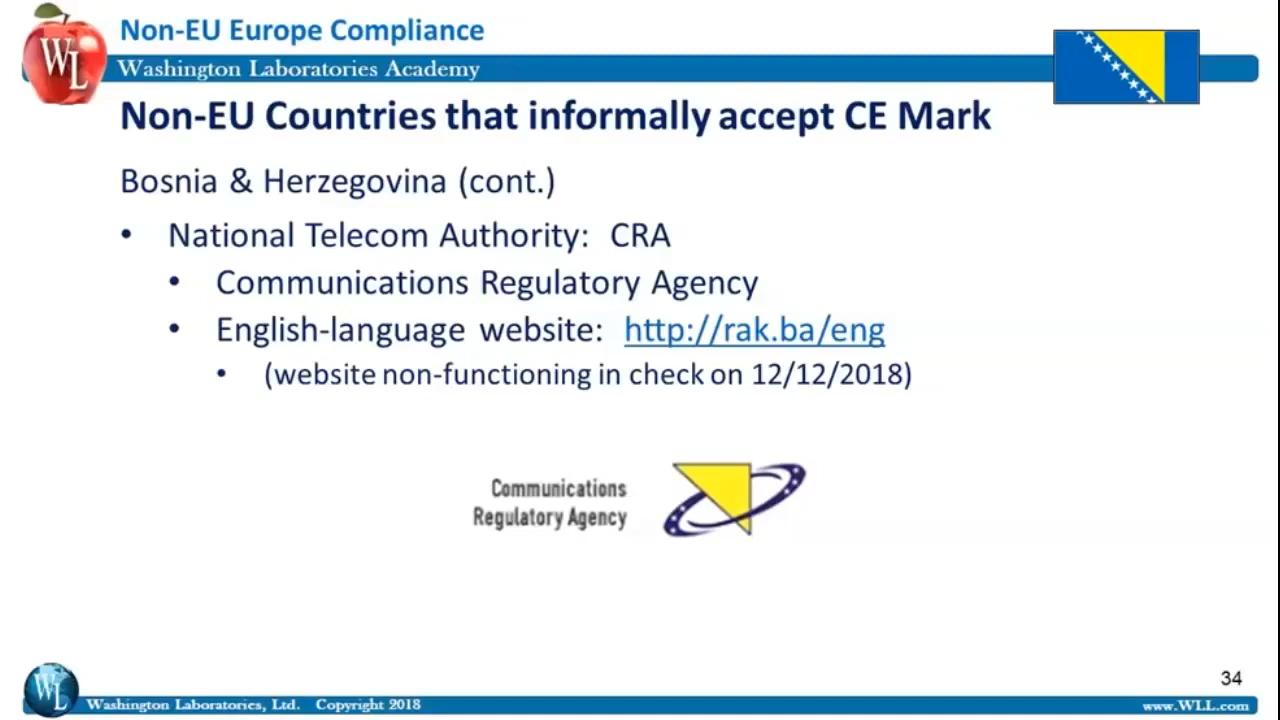 Non-EU Europe Compliance
WL
Washington Laboratories Academy
Non-EU Countries that informally accept CE Mark
Bosnia & Herzegovina (cont.)
• National Telecom Authority: CRA
• Communications Regulatory Agency
• English-language website: http://rak.ba/eng
• (website non-functioning in check on 12/12/2018)
Communications
Regulatory Agency
34
WL
Washington Laboratories, Ltd. Copyright 2018
www.WLL.com